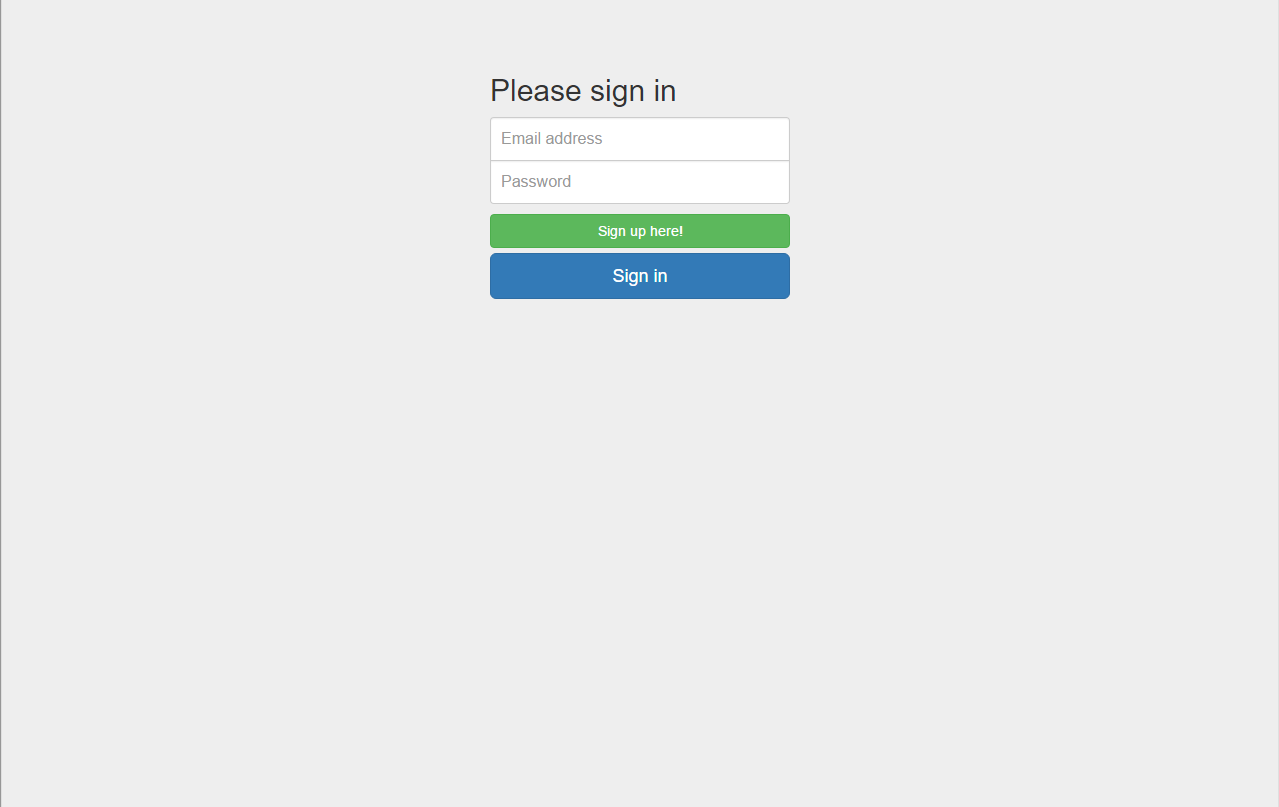 Please sign in
Email address
Password
Sign up here!
Sign in